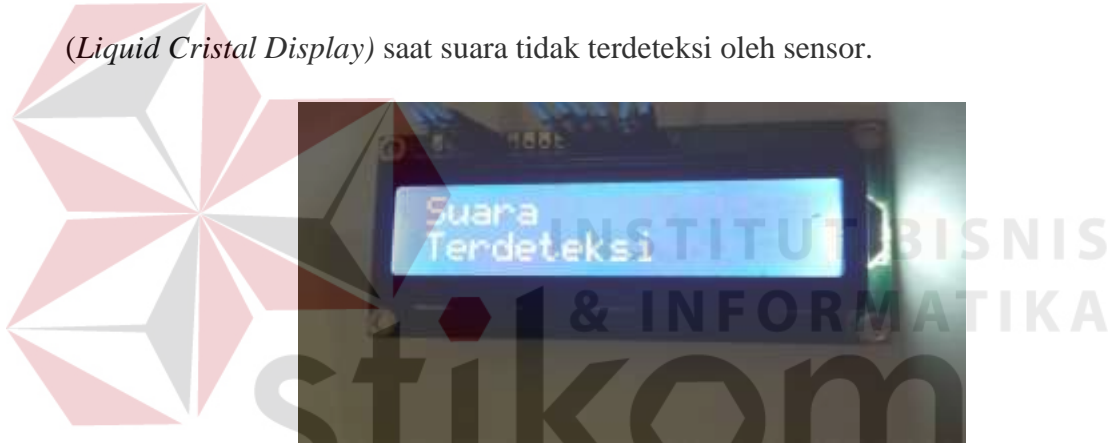 (Liquid Cristal Display) saat suara tidak terdeteksi oleh sensor.
Suara
Terdeteksi
INSTITUT BISNIS
& INFORMATIKA
stikom